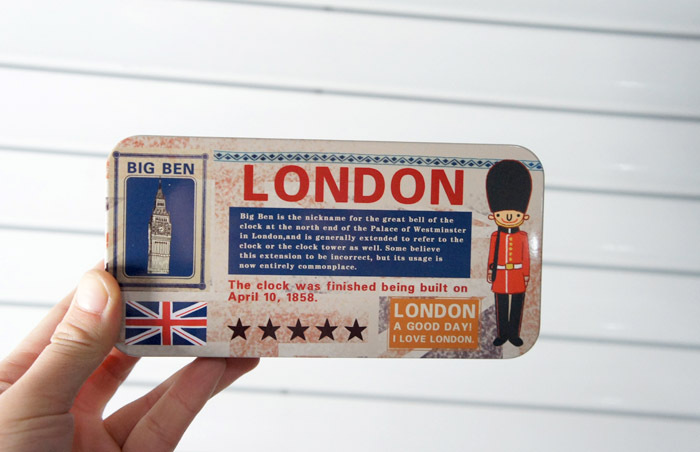 BIG BEN
LONDON
Big Ben is the nickname for the great bell of the
clock at the north end of the Palace of Westminster
in London,and is generally extended to refer to the
clock or the clock tower as well. Some believe
this extension to be incorrect, but its usage is
now entirely commonplace.
The clock was finished being built on
April 10, 1858.
LONDON
A GOOD DAY!
I LOVE LONDON.